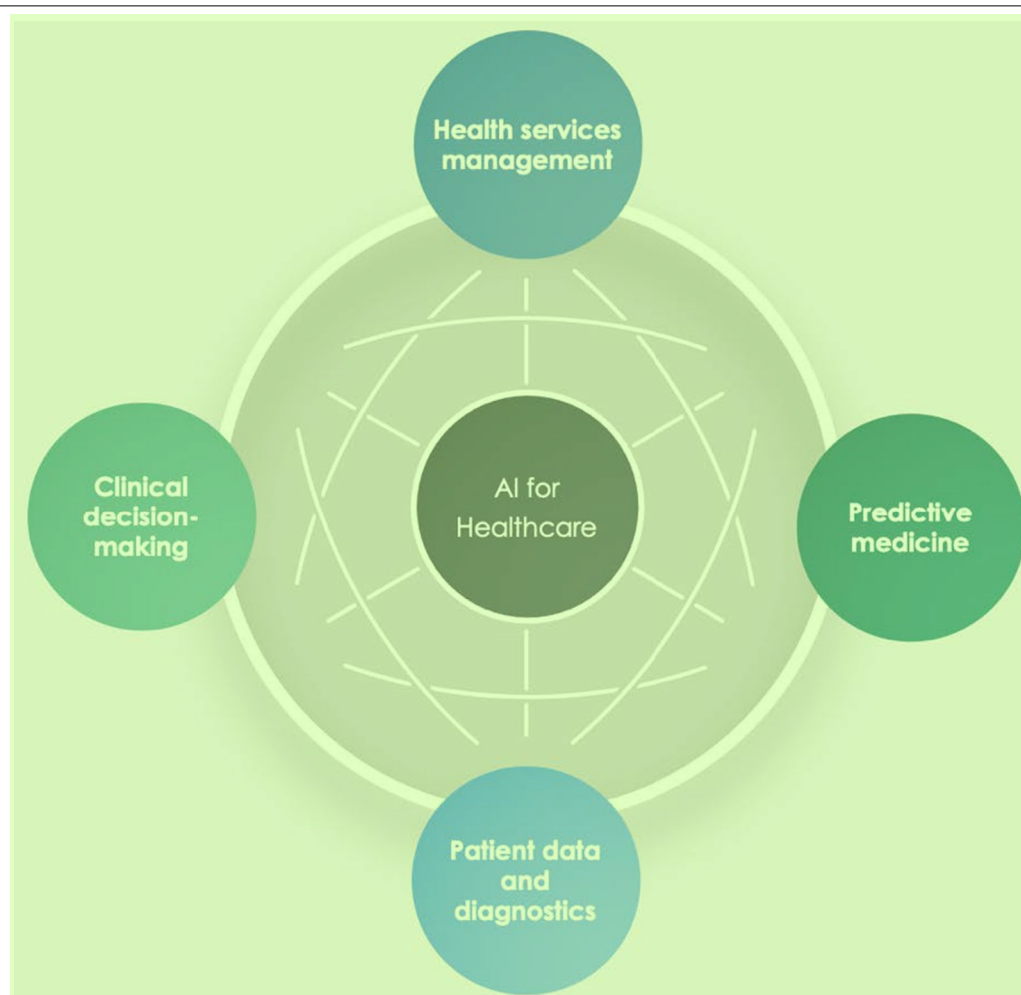 Health services
management
Clinical
decision-
making
AI for
Healthcare
Predictive
medicine
Patient data
and
diagnostics